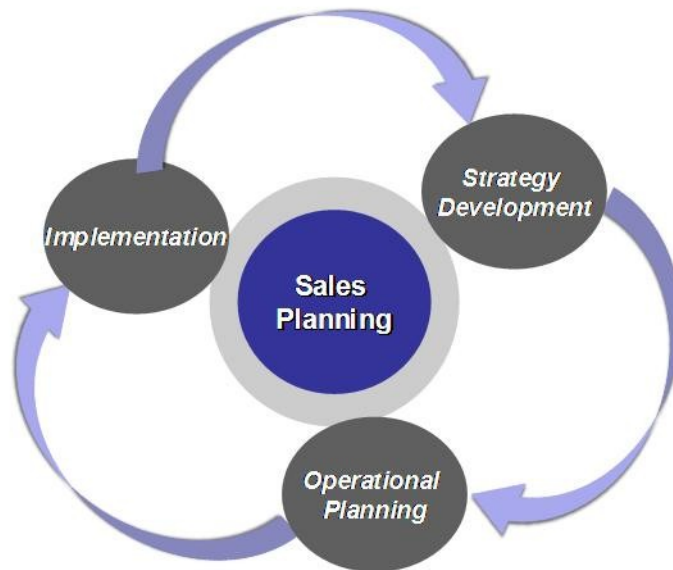 Strategy
Development
Implementation
Sales
Planning
Operational
Planning